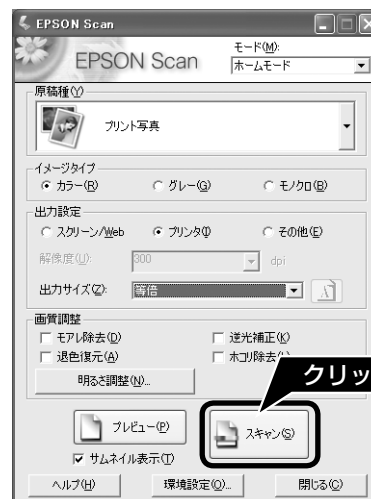 EPSON Scan
EPSON Scan
モード(M):
ホームモード
原稿種(Y)
プリント写真
イメージタイプ
カラー(R) グレー(G) モノクロ(B)
出力設定
スクリーン/Web プリンタ(I) その他(E)
解像度(U): 300 dpi
出力サイズ(Z): 等倍
画質調整
モアレ除去(D) 逆光補正(K)
退色復元(A) ホコリ除去
明るさ調整(N)...
クリッ
プレビュー(P) スキャン(S)
サムネイル表示(T)
ヘルプ(H) 環境設定(O)... 閉じる(C)